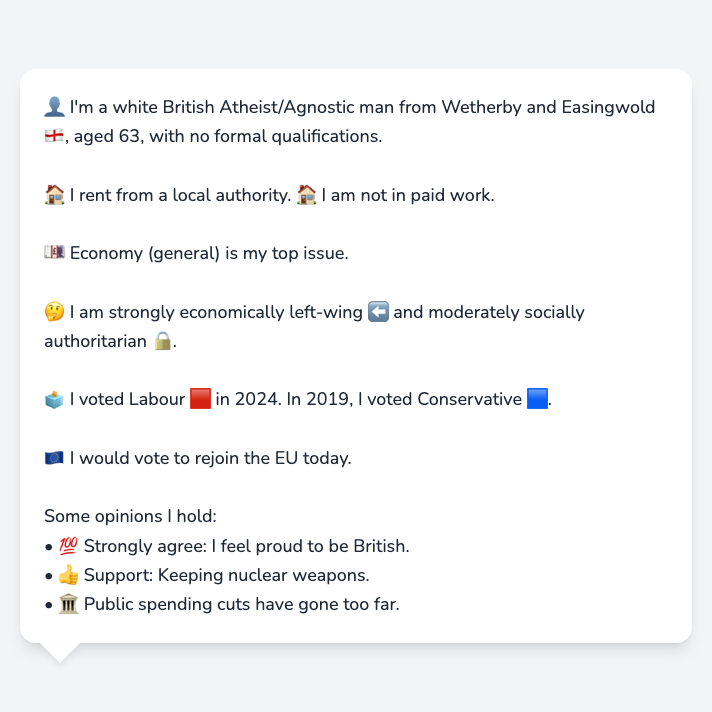 👤 I'm a white British Atheist/Agnostic man from Wetherby and Easingwold
🏴󠁧󠁢󠁥󠁮󠁧󠁿, aged 63, with no formal qualifications.
🏠 I rent from a local authority. 🏠 I am not in paid work.
💷 Economy (general) is my top issue.
🤔 I am strongly economically left-wing ⬅️ and moderately socially
authoritarian 🔒.
🗳️ I voted Labour 🟥 in 2024. In 2019, I voted Conservative 🟦.
🇪🇺 I would vote to rejoin the EU today.
Some opinions I hold:
• 💯 Strongly agree: I feel proud to be British.
• 👍 Support: Keeping nuclear weapons.
• 🏛️ Public spending cuts have gone too far.